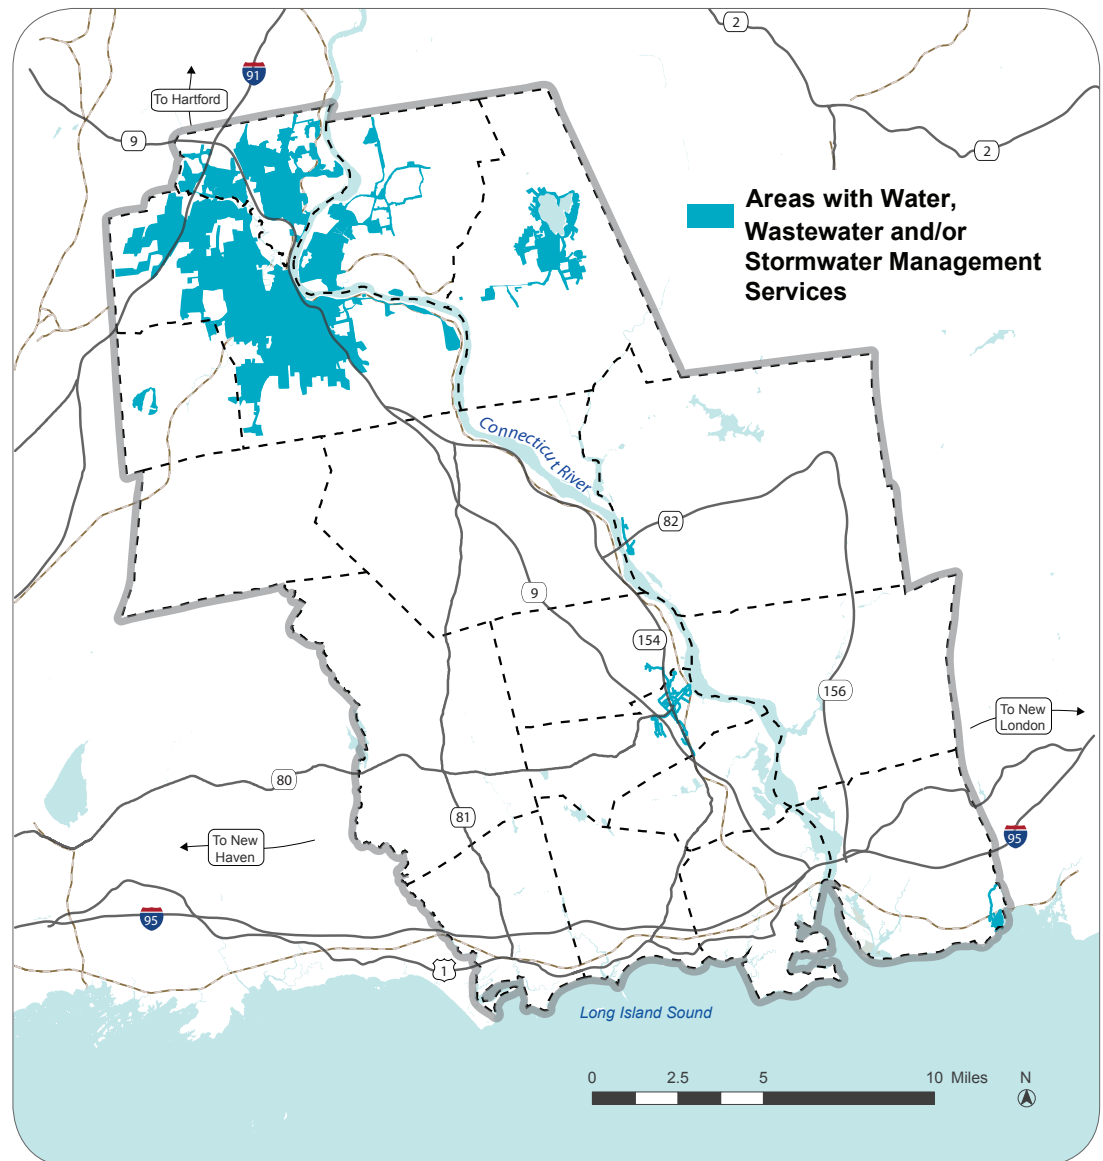 2
91
To Hartford
9
2
Areas with Water,
Wastewater and/or
Stormwater Management
Services
Connecticut River
82
9
154
156
To New
London
80
81
To New
Haven
95
95
1
Long Island Sound
0 2.5 5 10 Miles N